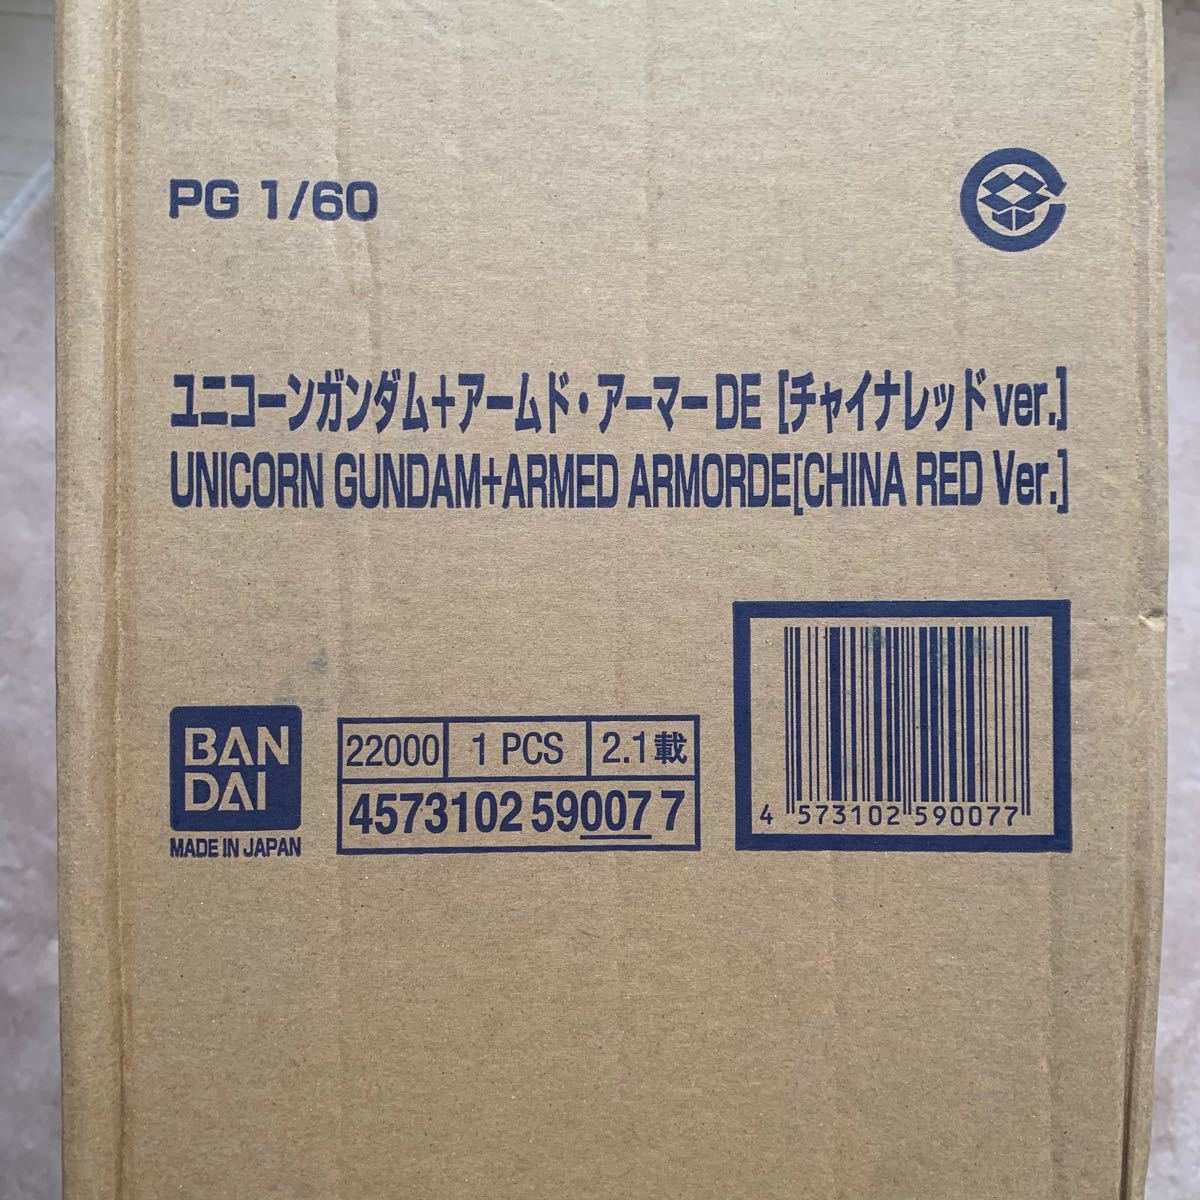 PG 1/60
ユニコーンガンダム+アームド・アーマーDE [チャイナレッドver.]
UNICORN GUNDAM+ARMED ARMORDE[CHINA RED Ver.]
BAN
DAI
MADE IN JAPAN
22000 1 PCS 2.1載
4573102 59007 7
4 573102 590077